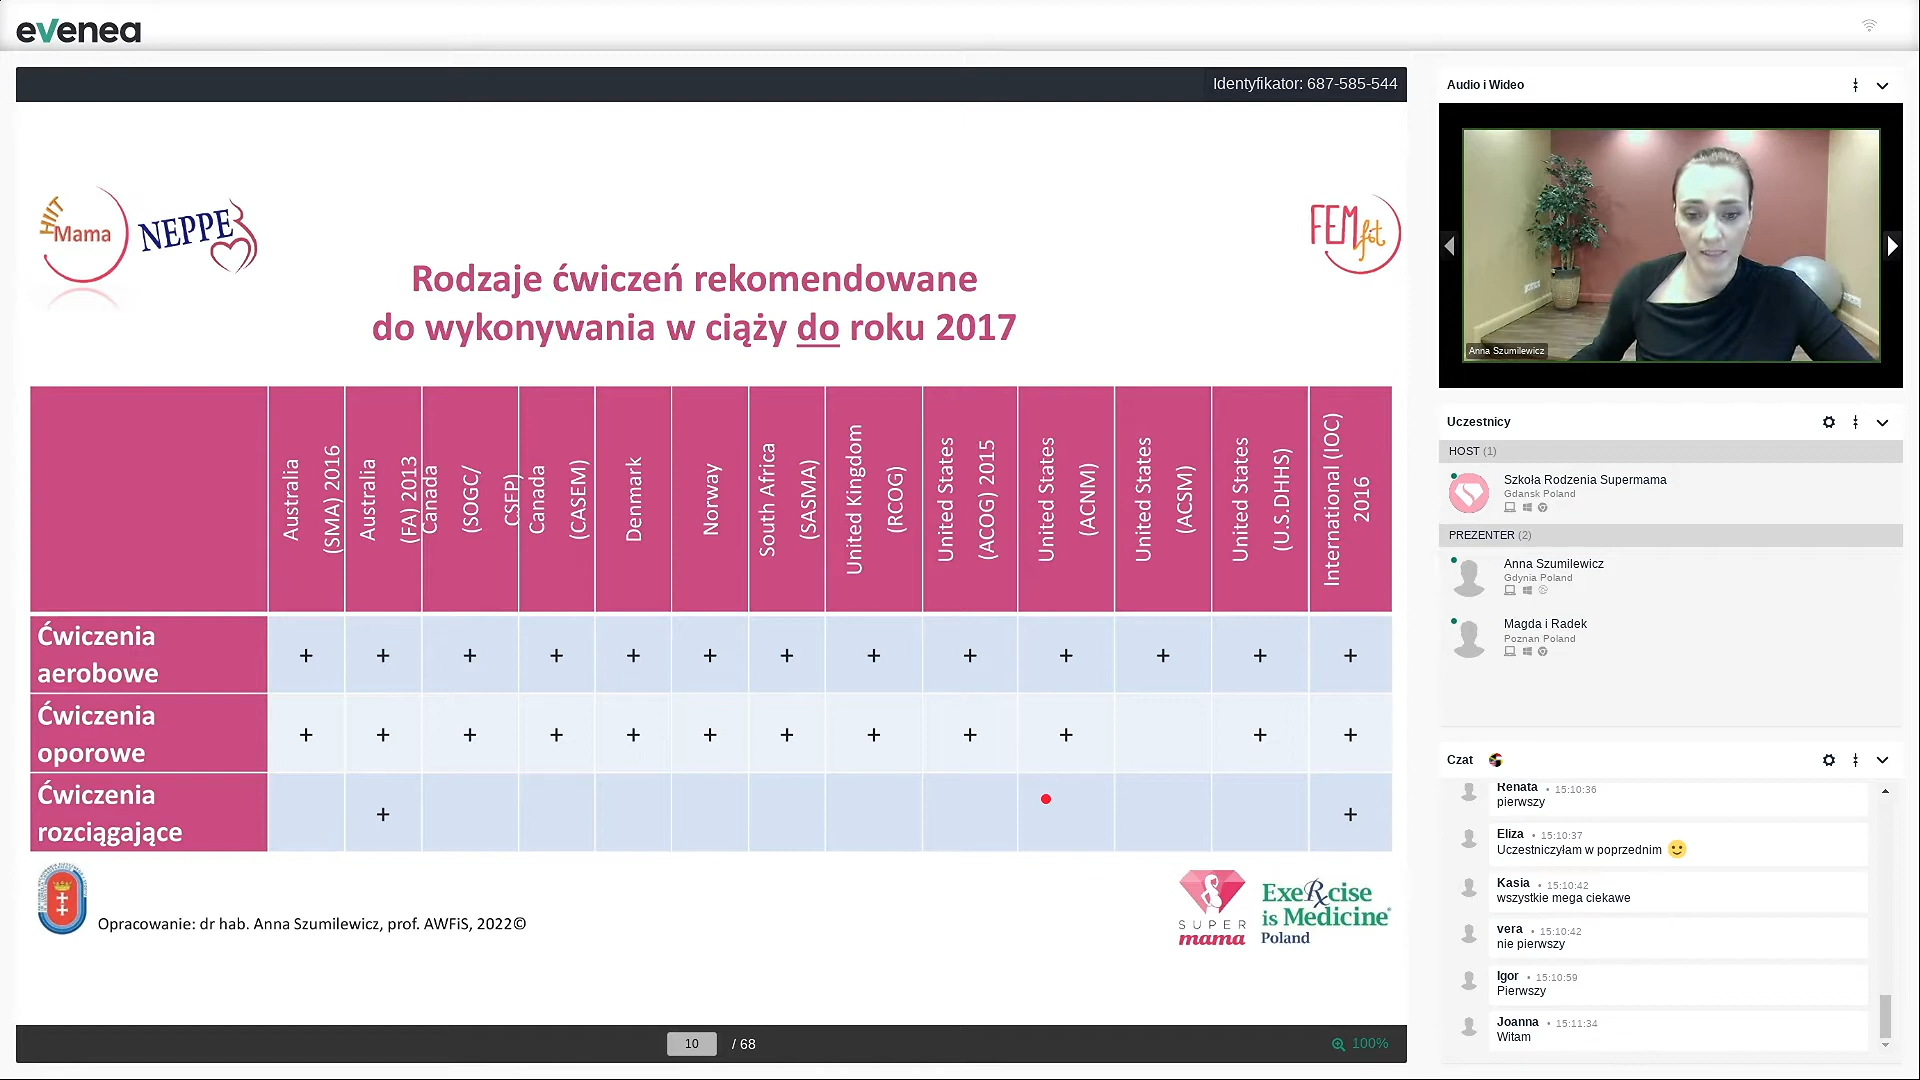 evenea
Identyfikator: 687-585-544
HIIT
Mama
NEPPE
FEM
fit
Rodzaje ćwiczeń rekomendowane
do wykonywania w ciąży do roku 2017
Australia
(SMA) 2016
Australia
(FA) 2013
Canada
(SOGC/
CSEP)
Canada
(CASEM)
Denmark
Norway
South Africa
(SASMA)
United Kingdom
(RCOG)
United States
(ACOG) 2015
United States
(ACNM)
United States
(ACSM)
United States
(U.S.DHHS)
International (IOC)
2016
Ćwiczenia
aerobowe
+ + + + + + + + + + + + +
Ćwiczenia
oporowe
+ + + + + + + + + + + +
Ćwiczenia
rozciągające
+ +
Opracowanie: dr hab. Anna Szumilewicz, prof. AWFiS, 2022©
SUPER
mama
ExeRcise
is Medicine®
Poland
10 / 68
100%
Audio i Wideo
Anna Szumilewicz
Uczestnicy
HOST (1)
Szkoła Rodzenia Supermama
Gdansk Poland
PREZENTER (2)
Anna Szumilewicz
Gdynia Poland
Magda i Radek
Poznan Poland
Czat
Renata • 15:10:36
pierwszy
Eliza • 15:10:37
Uczestniczyłam w poprzednim 🙂
Kasia • 15:10:42
wszystkie mega ciekawe
vera • 15:10:42
nie pierwszy
Igor • 15:10:59
Pierwszy
Joanna • 15:11:34
Witam